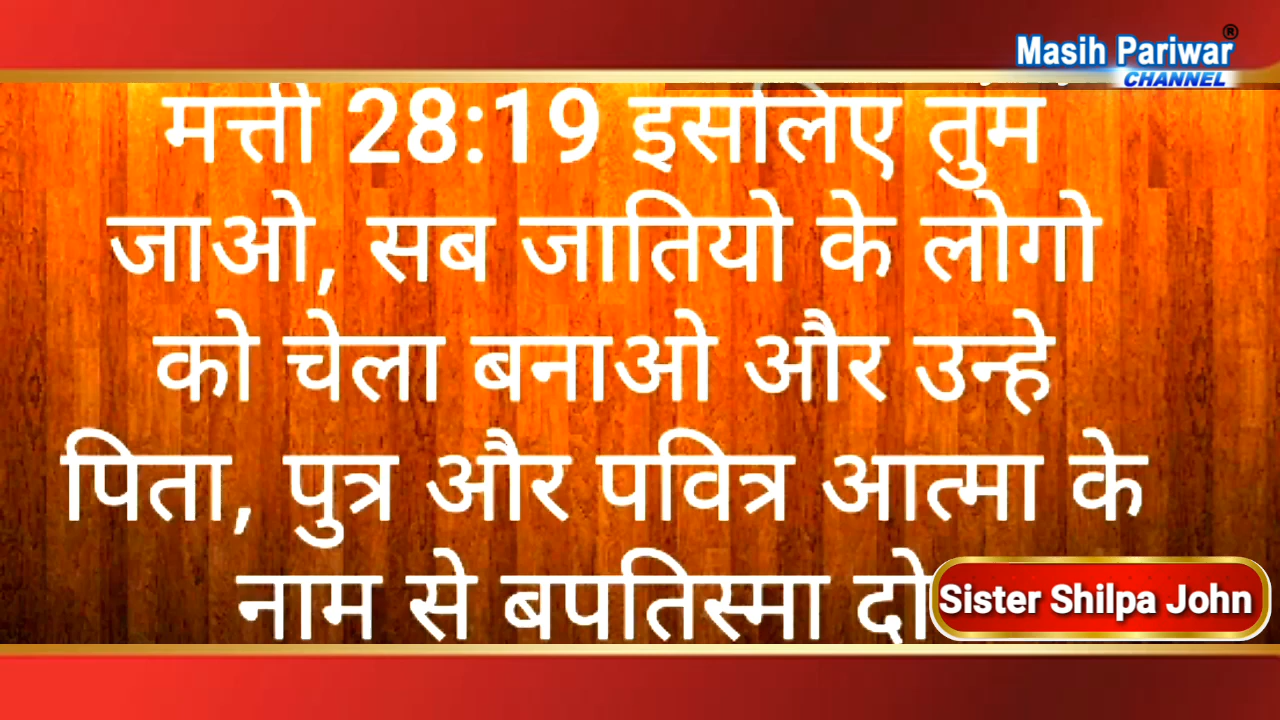 Masih Pariwar®
CHANNEL
मत्ती 28:19 इसलिए तुम
जाओ, सब जातियो के लोगो
को चेला बनाओ और उन्हे
पिता, पुत्र और पवित्र आत्मा के
नाम से बपतिस्मा दो
Sister Shilpa John